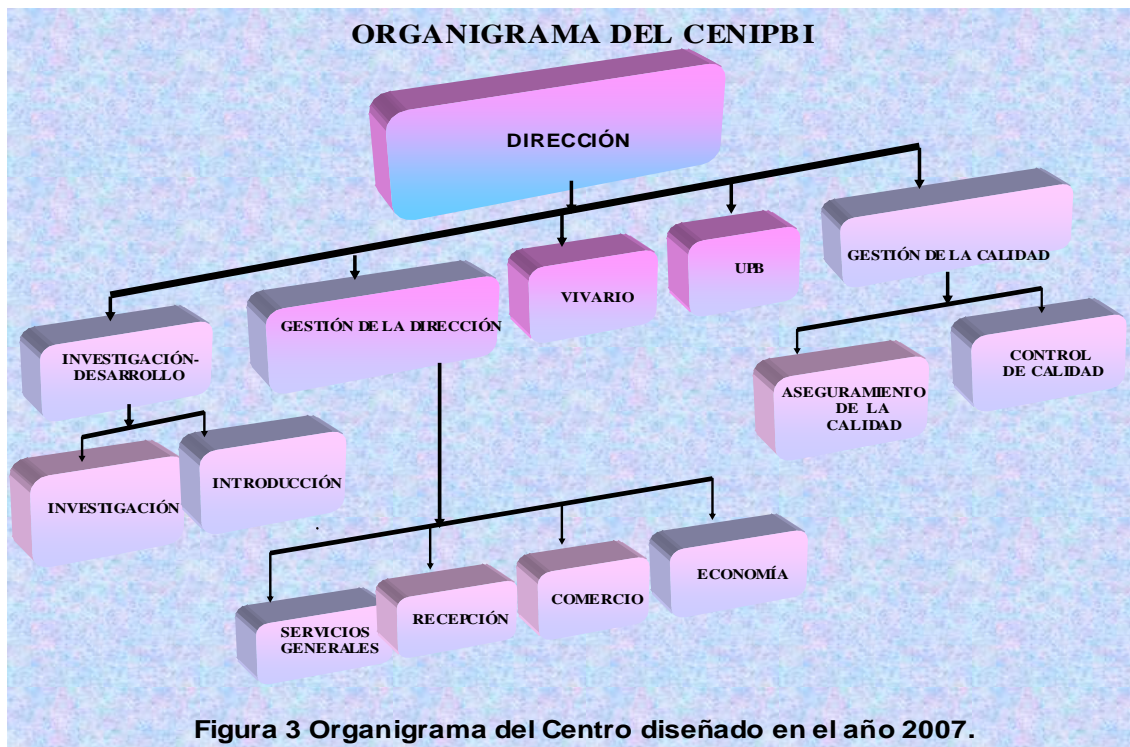 ORGANIGRAMA DEL CENIPBI
DIRECCIÓN
GESTIÓN DE LA CALIDAD
UPB
VIVARIO
GESTIÓN DE LA DIRECCIÓN
INVESTIGACIÓN-
DESARROLLO
CONTROL
DE CALIDAD
ASEGURAMIENTO
DE LA
CALIDAD
INTRODUCCIÓN
INVESTIGACIÓN
ECONOMÍA
COMERCIO
RECEPCIÓN
SERVICIOS
GENERALES
Figura 3 Organigrama del Centro diseñado en el año 2007.